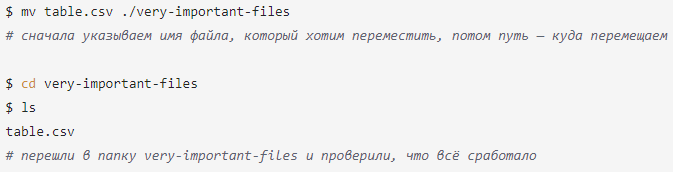 $ mv table.csv ./very-important-files
# сначала указываем имя файла, который хотим переместить, потом путь — куда перемещаем
$ cd very-important-files
$ ls
table.csv
# перешли в папку very-important-files и проверили, что всё сработало